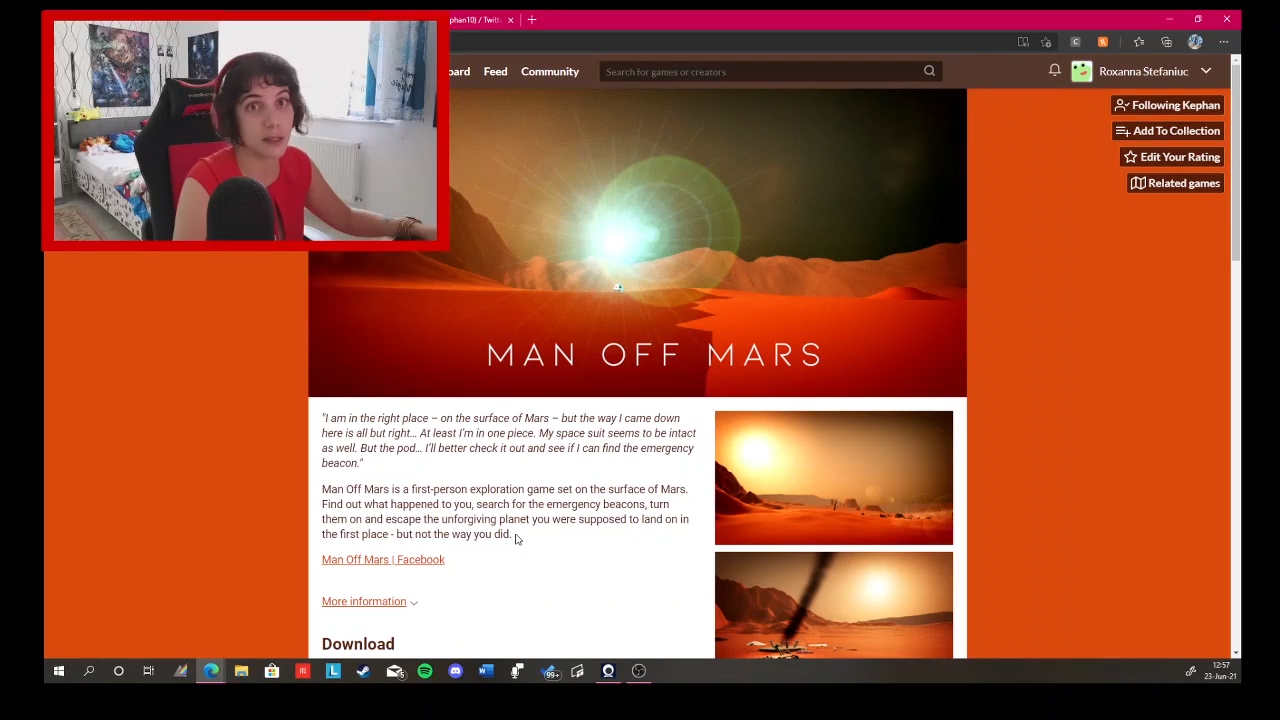 phan10) / Twitt
board Feed Community
Search for games or creators
Roxanna Stefaniuc
Following Kephan
Add To Collection
Edit Your Rating
Related games
MAN OFF MARS
"I am in the right place – on the surface of Mars – but the way I came down
here is all but right… At least I'm in one piece. My space suit seems to be intact
as well. But the pod… I'll better check it out and see if I can find the emergency
beacon."
Man Off Mars is a first-person exploration game set on the surface of Mars.
Find out what happened to you, search for the emergency beacons, turn
them on and escape the unforgiving planet you were supposed to land on in
the first place - but not the way you did.
Man Off Mars | Facebook
More information
Download
5
99+
12:57
23-Jun-21